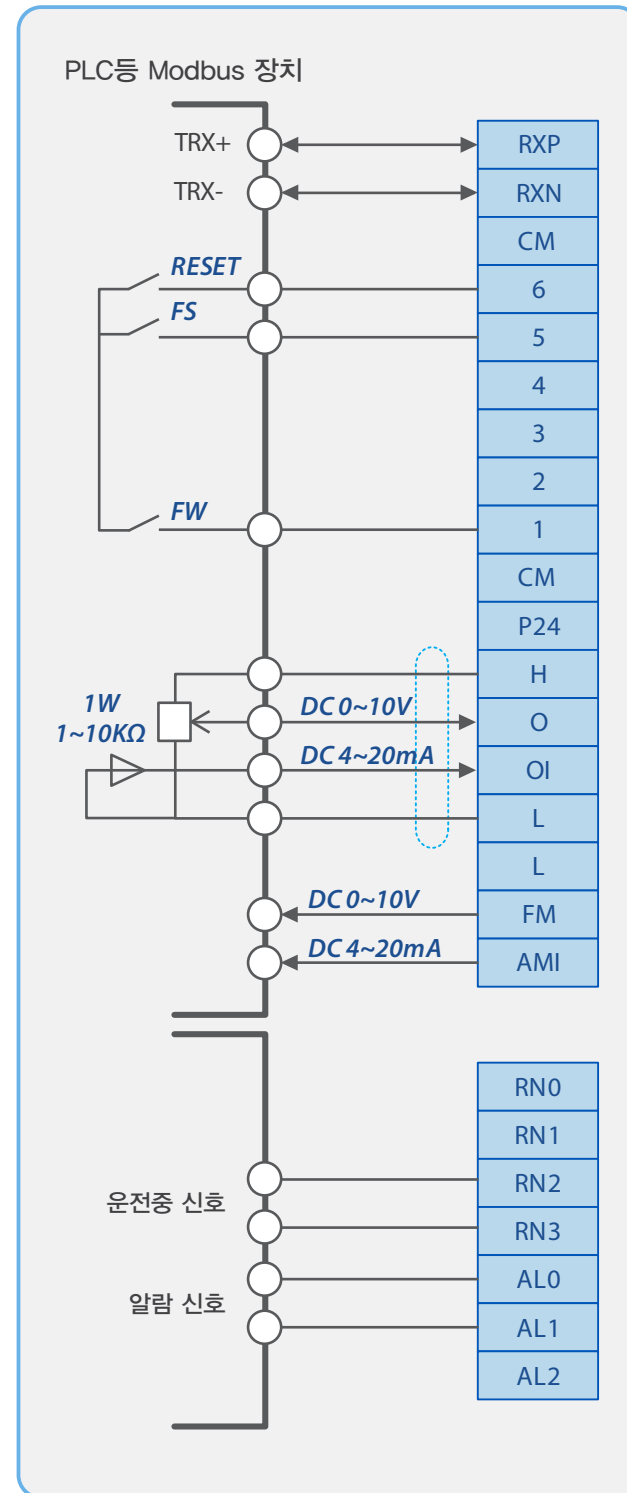 PLC등 Modbus 장치
TRX+
RXP
TRX-
RXN
CM
RESET
6
FS
5
4
3
2
FW
1
CM
P24
H
1W
1~10KΩ
DC 0~10V
O
DC 4~20mA
OI
L
L
DC 0~10V
FM
DC 4~20mA
AMI
RN0
RN1
운전중 신호
RN2
RN3
알람 신호
AL0
AL1
AL2